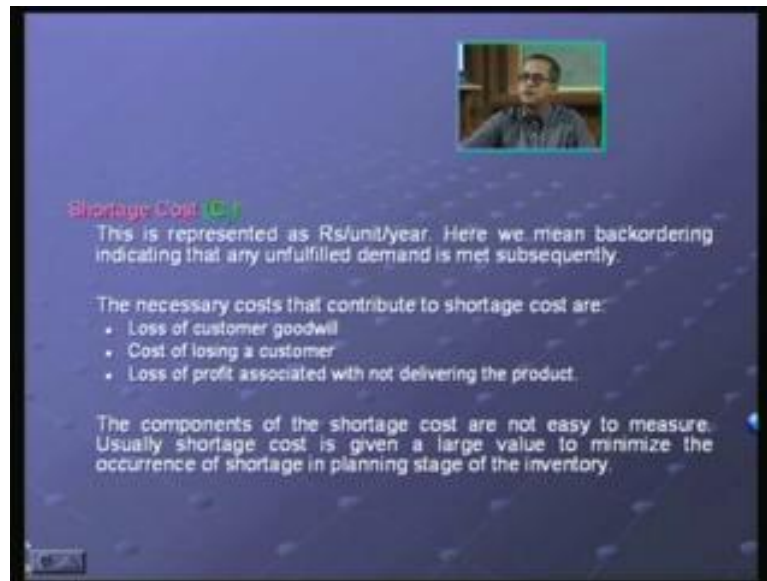 Shortage Cost
This is represented as Rs/unit/year. Here we mean backordering
indicating that any unfulfilled demand is met subsequently.
The necessary costs that contribute to shortage cost are:
• Loss of customer goodwill
• Cost of losing a customer
• Loss of profit associated with not delivering the product.
The components of the shortage cost are not easy to measure.
Usually shortage cost is given a large value to minimize the
occurrence of shortage in planning stage of the inventory.